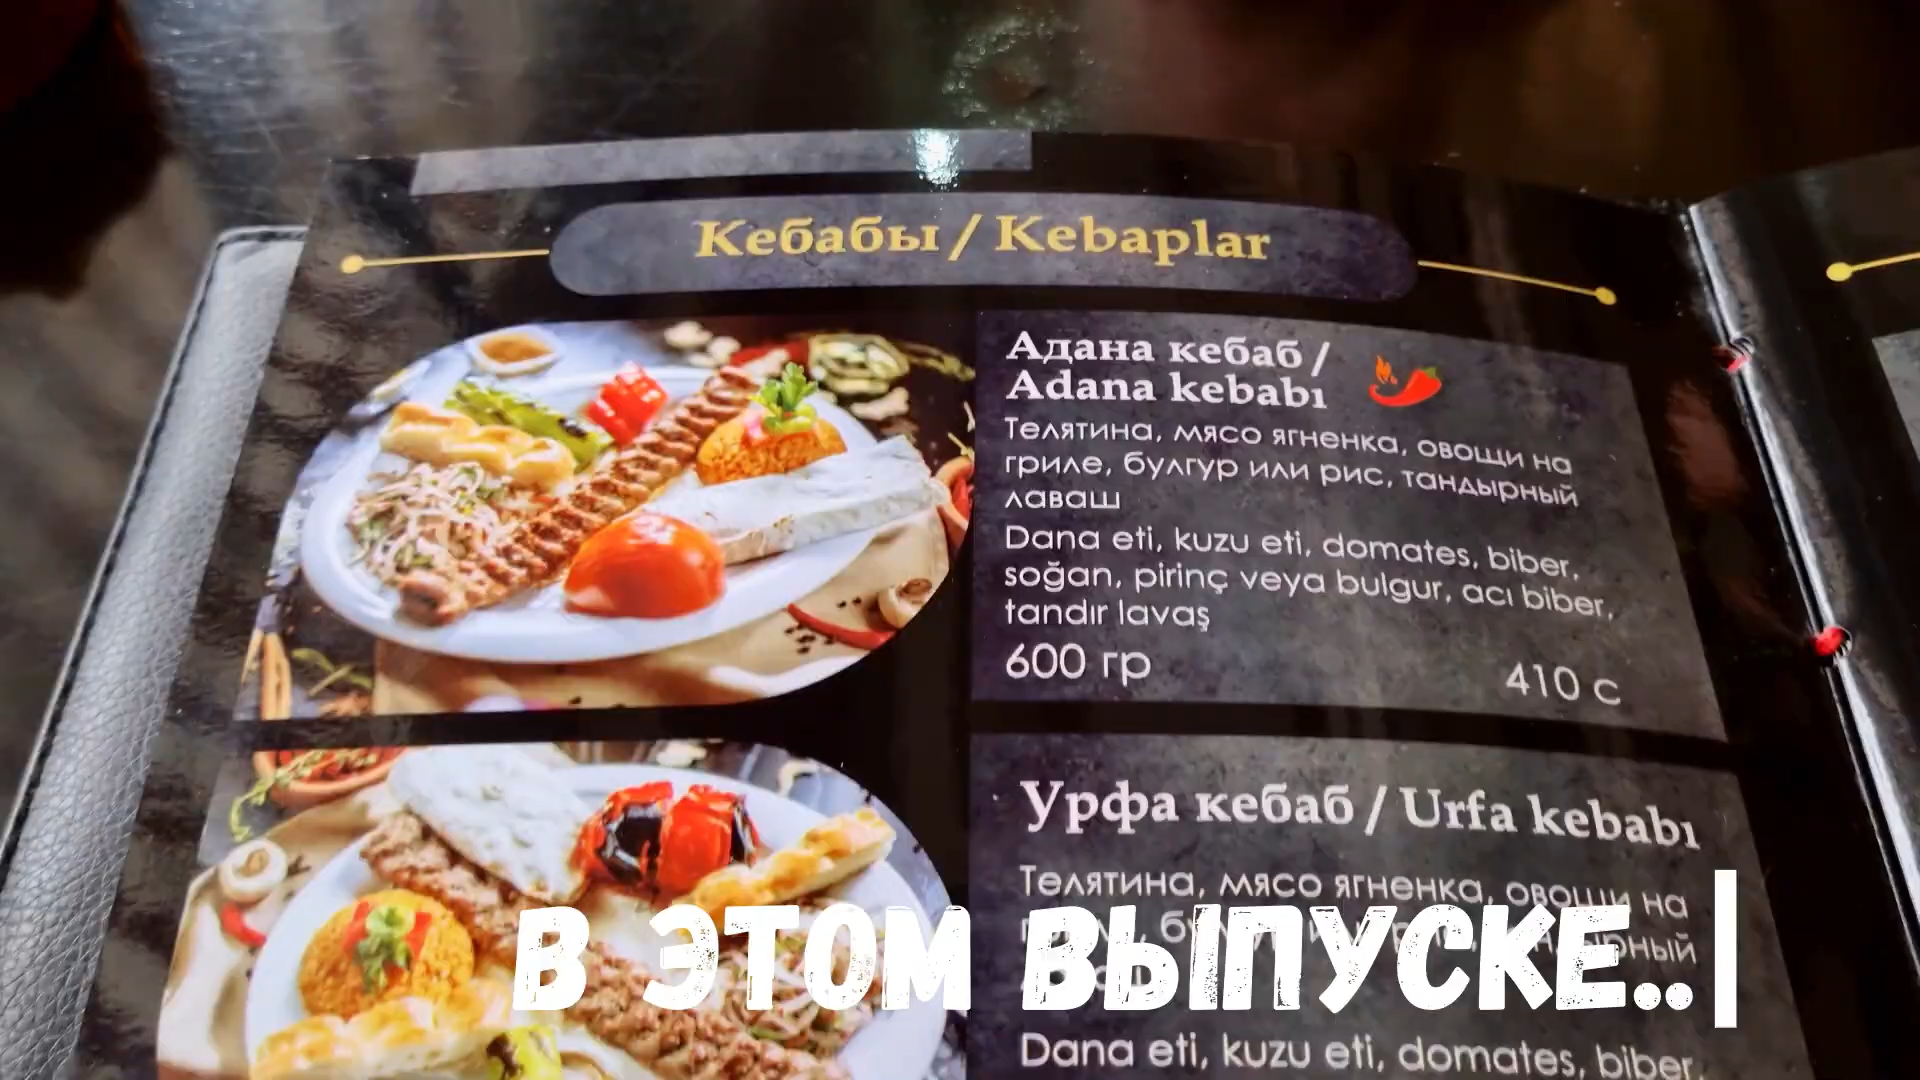 Кебабы / Kebaplar
Адана кебаб /
Adana kebabı
Телятина, мясо ягненка, овощи на
гриле, булгур или рис, тандырный
лаваш
Dana eti, kuzu eti, domates, biber,
soğan, pirinç veya bulgur, acı biber,
tandır lavaş
600 гр
410 с
Урфа кебаб / Urfa kebabı
Телятина, мясо ягненка, овощи на
В ЭТОМ ВЫПУСКЕ..|
Dana eti, kuzu eti, domates, biber,